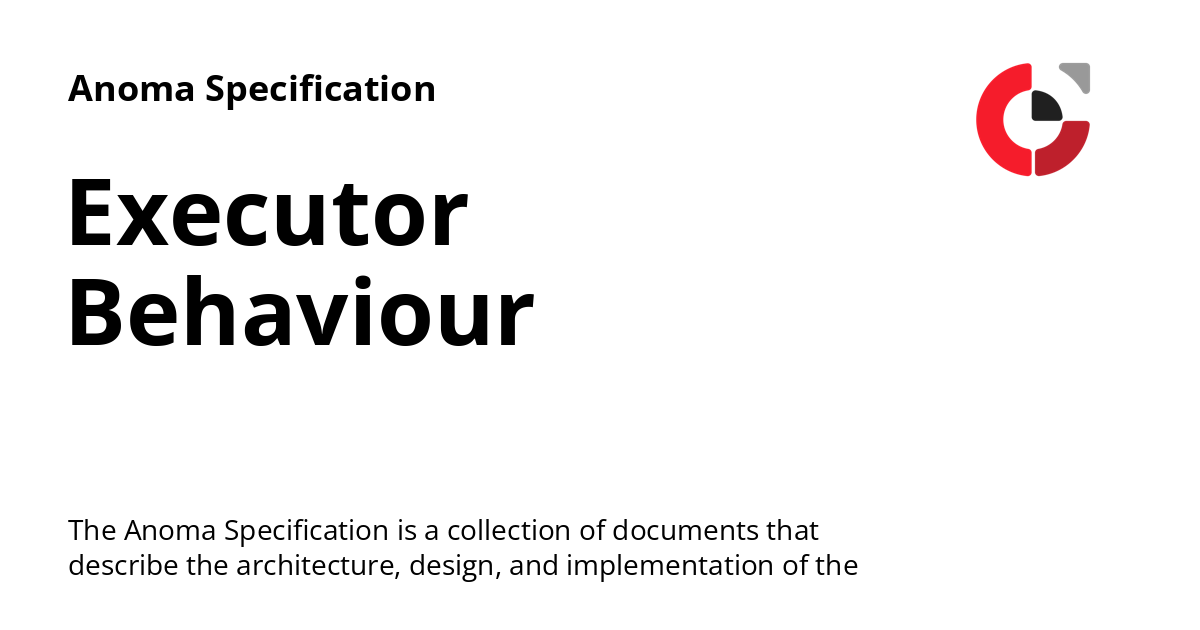 Anoma Specification
Executor
Behaviour
The Anoma Specification is a collection of documents that
describe the architecture, design, and implementation of the